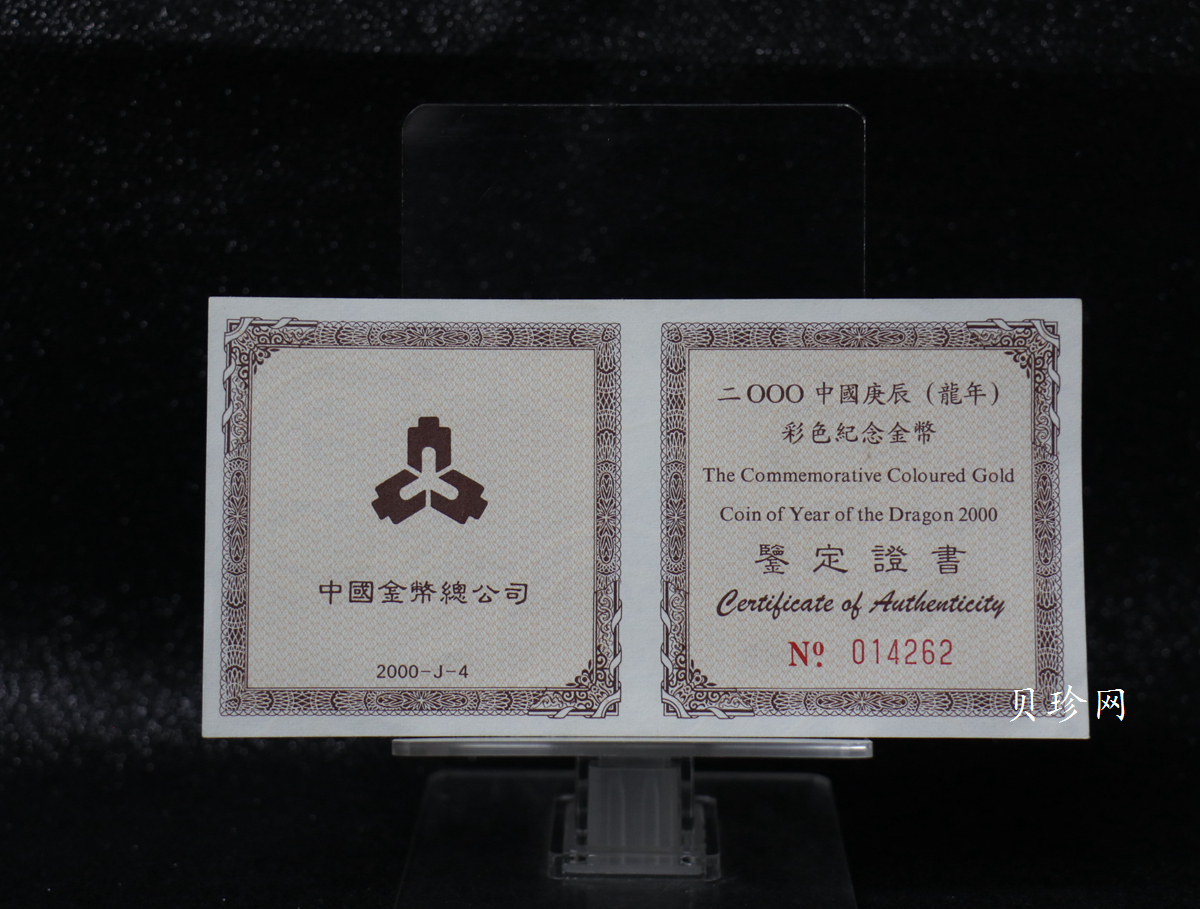 中國金幣總公司
2000-J-4
二OOO 中國庚辰（龍年）
彩色紀念金幣
The Commemorative Coloured Gold
Coin of Year of the Dragon 2000
鑒定證書
Certificate of Authenticity
Nº. 014262
贝珍网